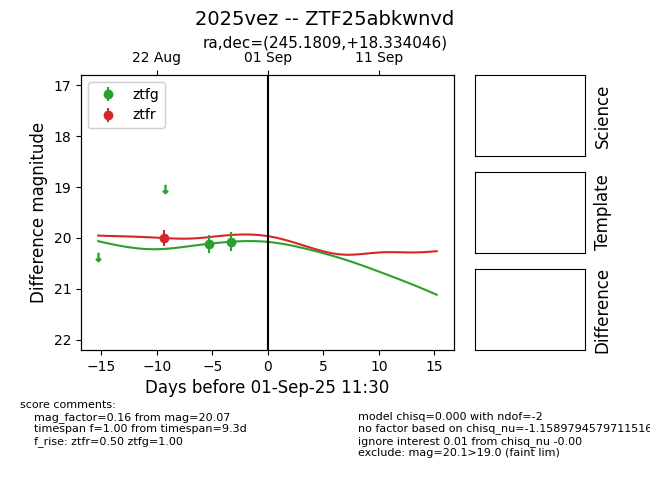 2025vez -- ZTF25abkwnvd
ra,dec=(245.1809,+18.334046)
22 Aug
01 Sep
11 Sep
ztfg
ztfr
17
18
19
20
21
22
Difference magnitude
−15
−10
−5
0
5
10
15
Days before 01-Sep-25 11:30
Science
Template
Difference
score comments:
mag_factor=0.16 from mag=20.07
timespan f=1.00 from timespan=9.3d
f_rise: ztfr=0.50 ztfg=1.00
model chisq=0.000 with ndof=-2
no factor based on chisq_nu=-1.1589794579711516
ignore interest 0.01 from chisq_nu -0.00
exclude: mag=20.1>19.0 (faint lim)